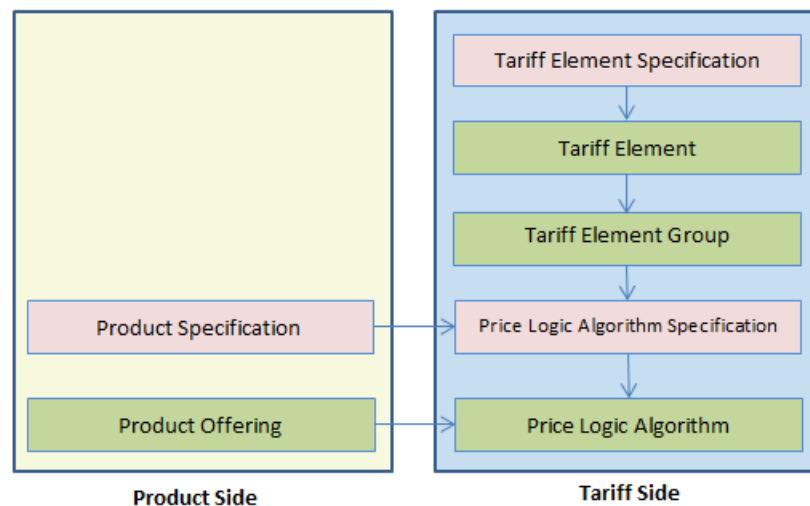 Tariff Element Specification
Tariff Element
Tariff Element Group
Product Specification
Price Logic Algorithm Specification
Product Offering
Price Logic Algorithm
Product Side
Tariff Side